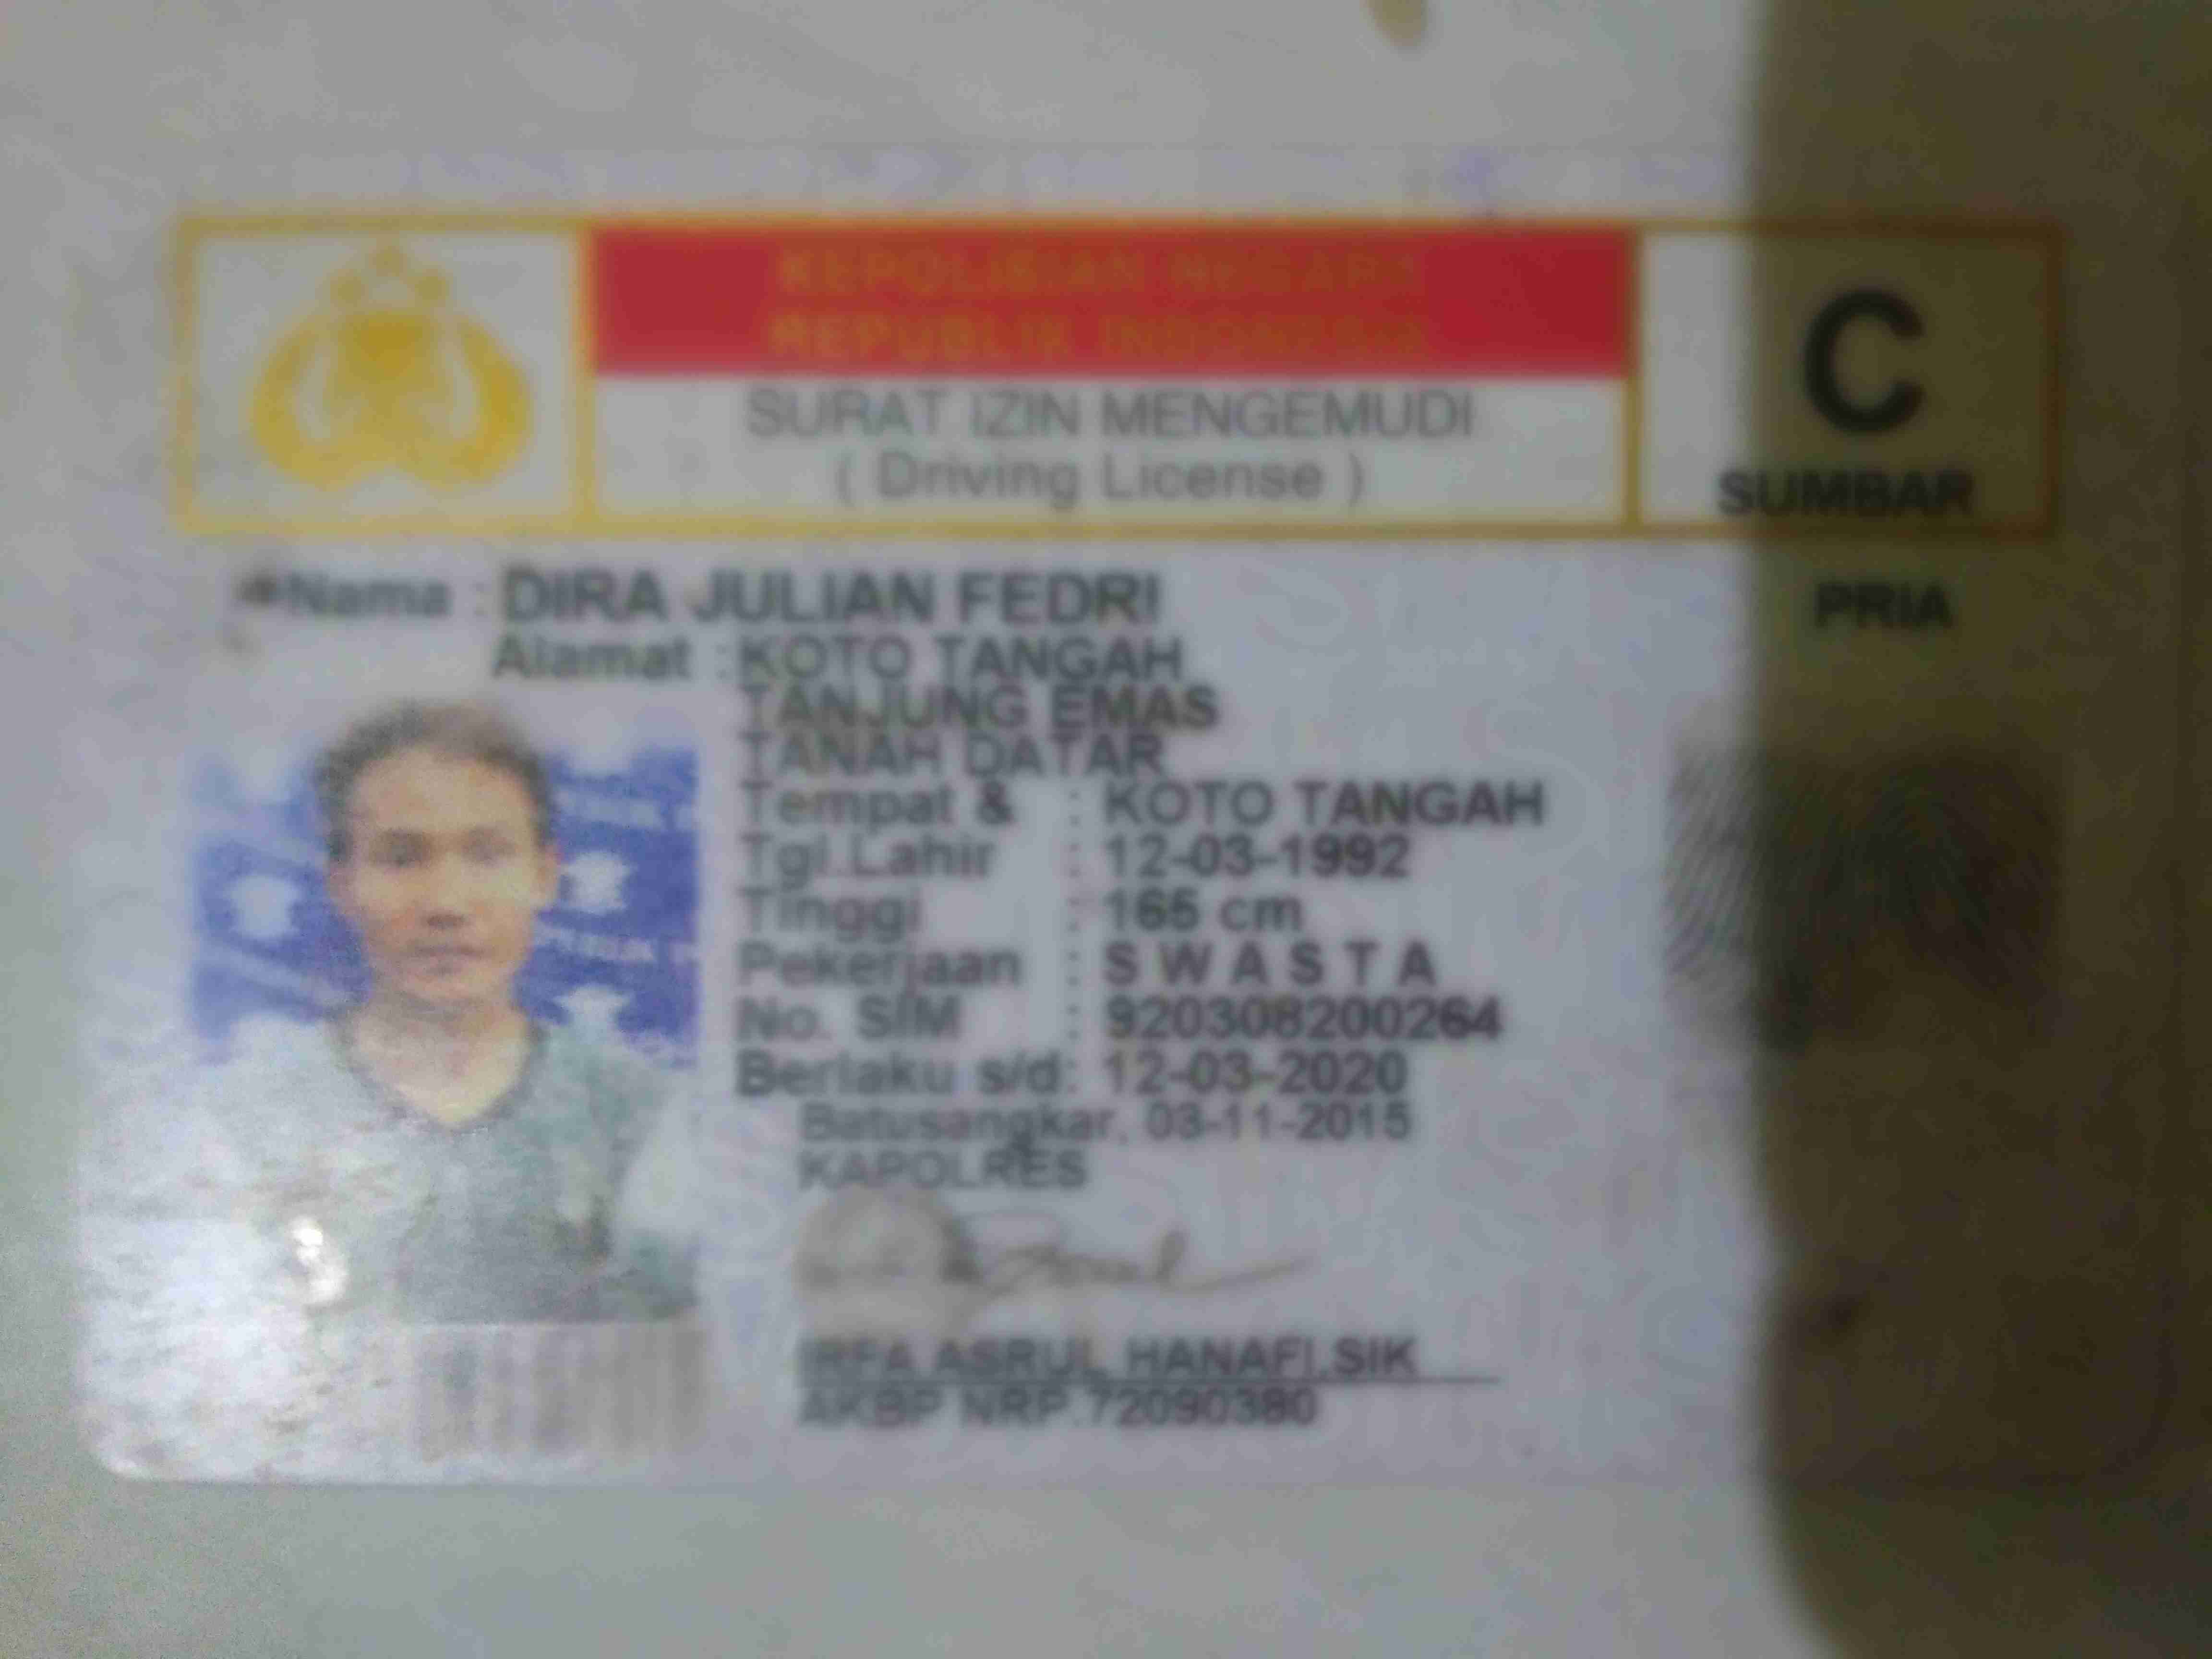 KEPOLISIAN NEGARA
REPUBLIK INDONESIA
SURAT IZIN MENGEMUDI
( Driving License )
C
SUMBAR
PRIA
Nama : DIRA JULIAN FEDRI
Alamat : KOTO TANGAH
TANJUNG EMAS
TANAH DATAR
Tempat & : KOTO TANGAH
Tgl.Lahir : 12-03-1992
Tinggi : 165 cm
Pekerjaan : S W A S T A
No. SIM : 920308200264
Berlaku s/d: 12-03-2020
Batusangkar, 03-11-2015
KAPOLRES
IRFA ASRUL HANAFI,SIK
AKBP NRP.72090380